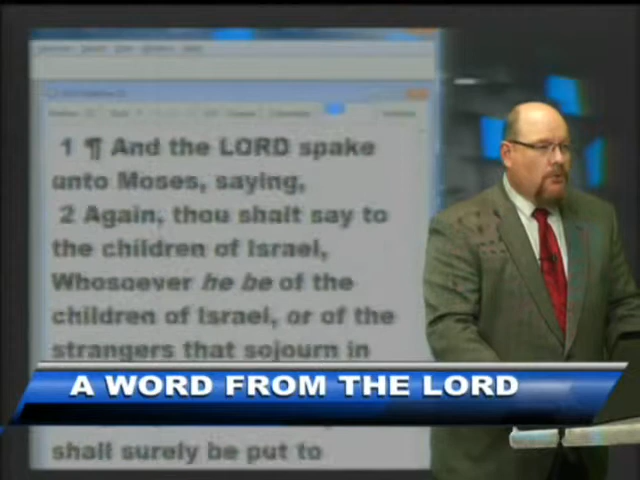 1 ¶ And the LORD spake
unto Moses, saying,
2 Again, thou shalt say to
the children of Israel,
Whosoever he be of the
children of Israel, or of the
strangers that sojourn in
A WORD FROM THE LORD
shall surely be put to